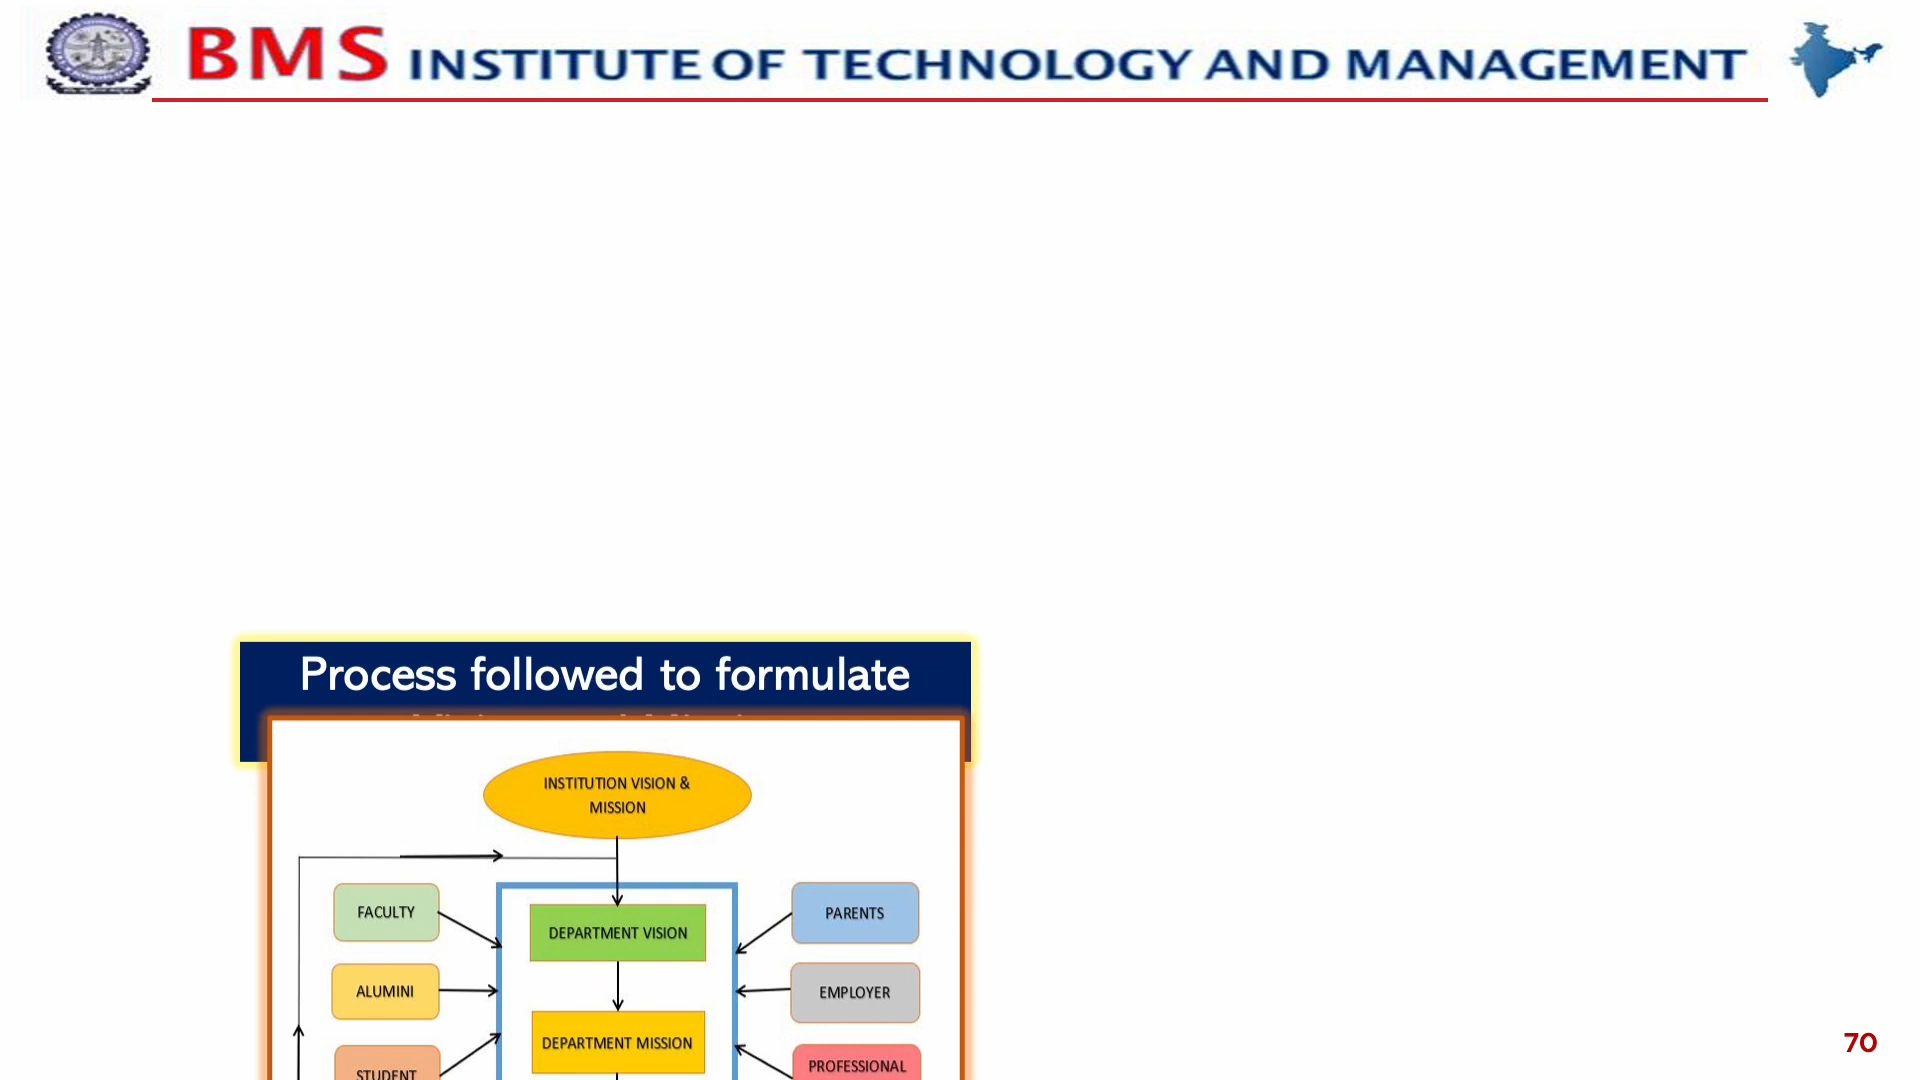 BMS INSTITUTE OF TECHNOLOGY AND MANAGEMENT
Process followed to formulate
INSTITUTION VISION &
MISSION
FACULTY
DEPARTMENT VISION
PARENTS
ALUMINI
EMPLOYER
DEPARTMENT MISSION
STUDENT
PROFESSIONAL
70